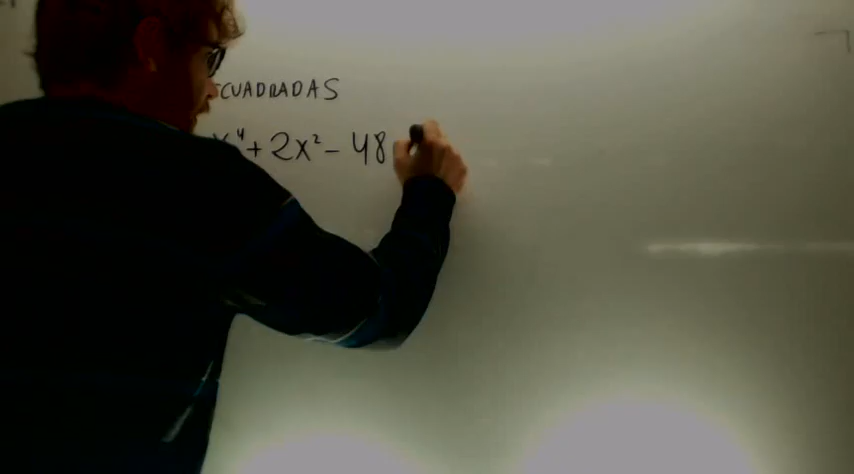 CUADRADAS
x⁴ + 2x² - 48